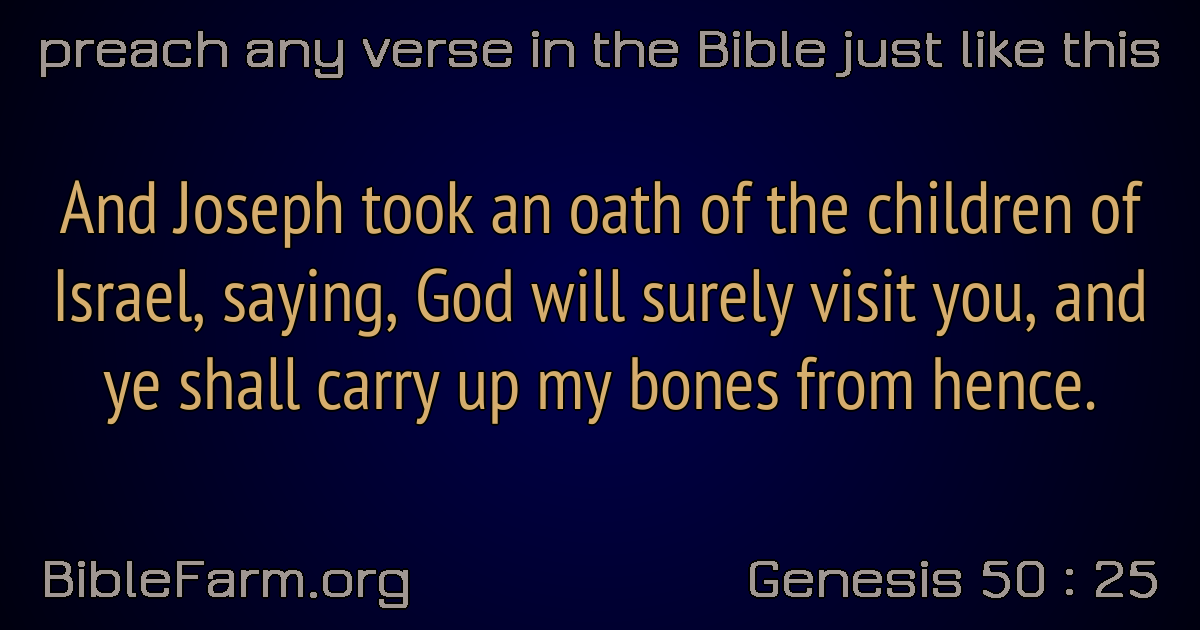 preach any verse in the Bible just like this
And Joseph took an oath of the children of
Israel, saying, God will surely visit you, and
ye shall carry up my bones from hence.
BibleFarm.org
Genesis 50 : 25